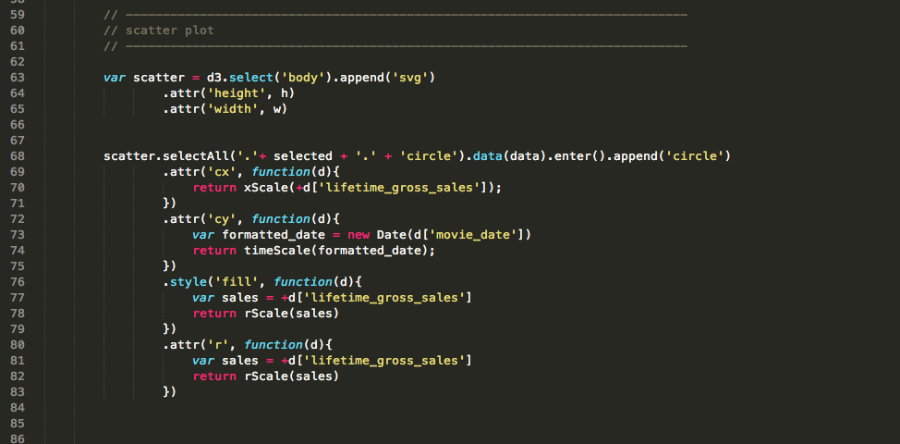 59 // ----------------------------------------------------------------------------
60 // scatter plot
61 // ----------------------------------------------------------------------------
62
63 var scatter = d3.select('body').append('svg')
64 .attr('height', h)
65 .attr('width', w)
66
67
68 scatter.selectAll('.'+ selected + '.' + 'circle').data(data).enter().append('circle')
69 .attr('cx', function(d){
70 return xScale(+d['lifetime_gross_sales']);
71 })
72 .attr('cy', function(d){
73 var formatted_date = new Date(d['movie_date'])
74 return timeScale(formatted_date);
75 })
76 .style('fill', function(d){
77 var sales = +d['lifetime_gross_sales']
78 return rScale(sales)
79 })
80 .attr('r', function(d){
81 var sales = +d['lifetime_gross_sales']
82 return rScale(sales)
83 })
84
85
86